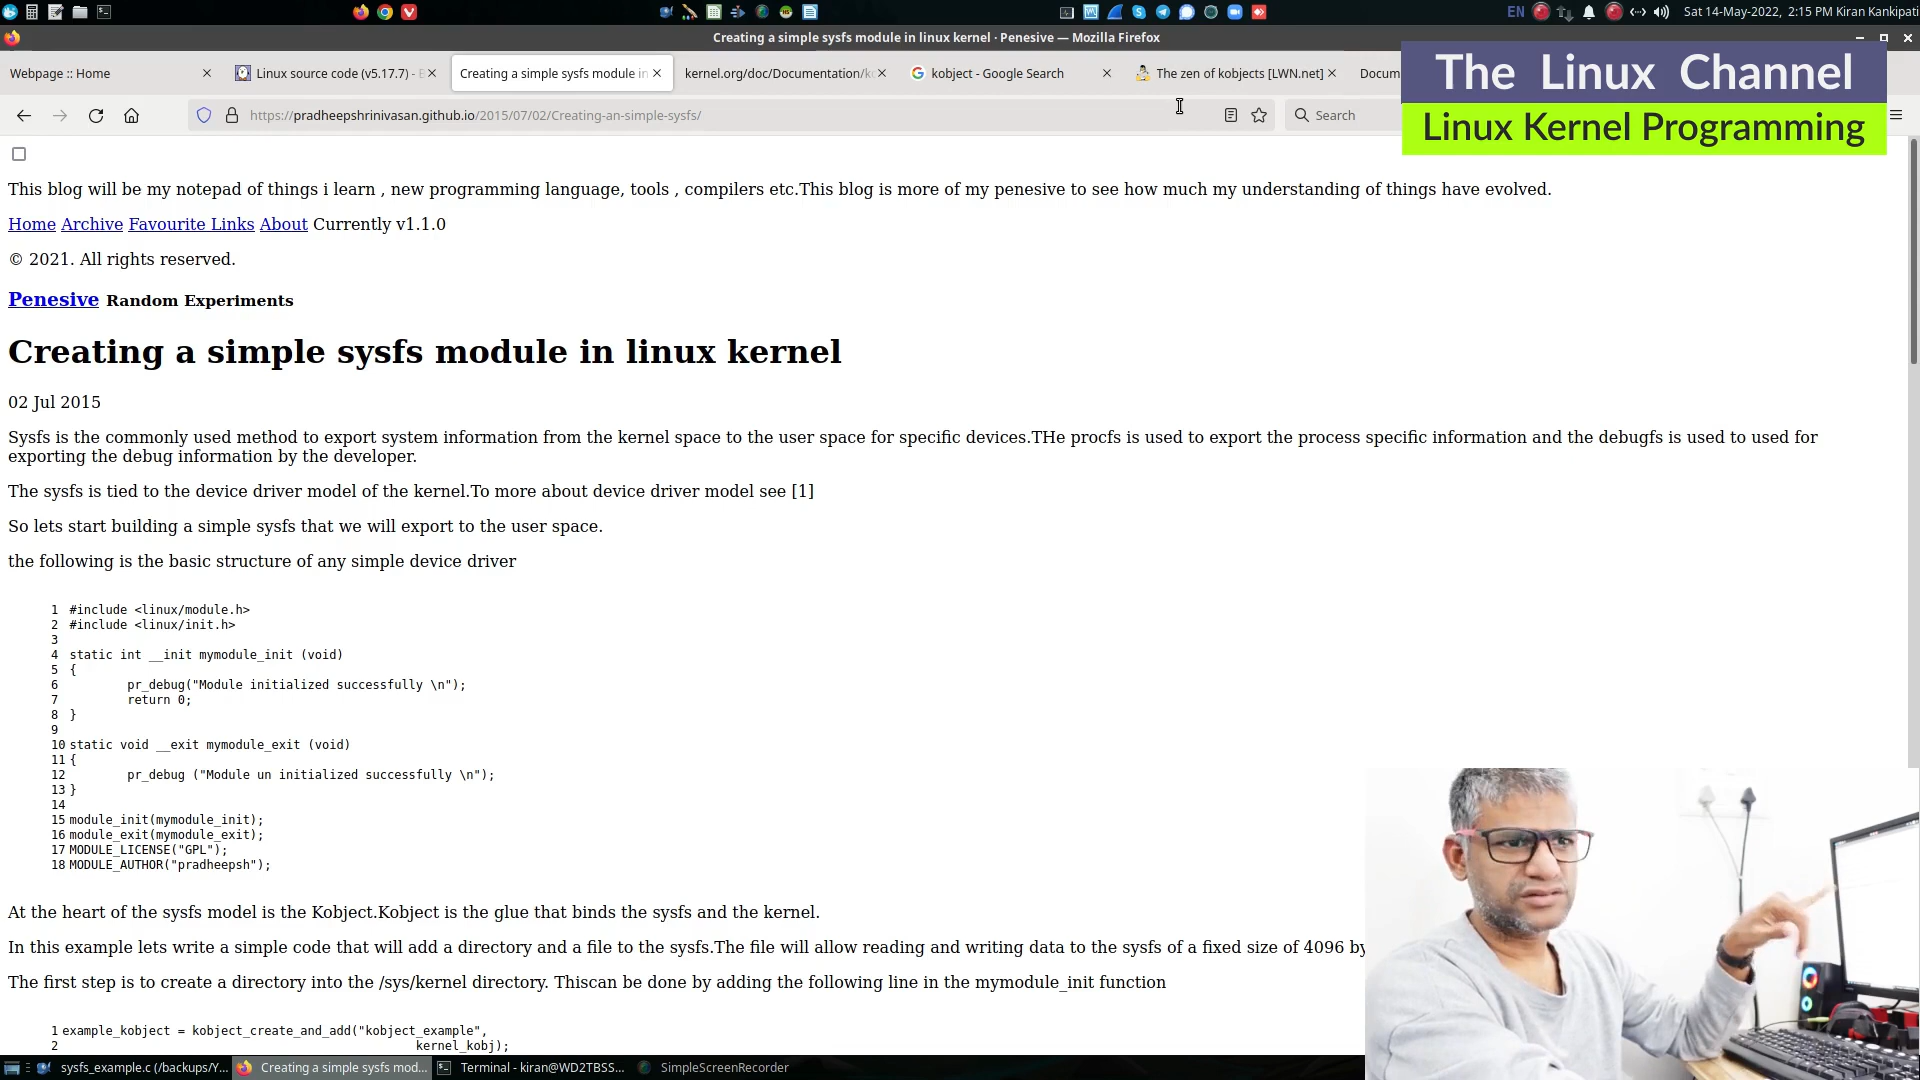 EN
Sat 14-May-2022, 2:15 PM Kiran Kankipati
Creating a simple sysfs module in linux kernel · Penesive — Mozilla Firefox
Webpage :: Home
Linux source code (v5.17.7) -
Creating a simple sysfs module in
kernel.org/doc/Documentation/k
kobject - Google Search
The zen of kobjects [LWN.net]
Docum
The Linux Channel
Linux Kernel Programming
https://pradheepshrinivasan.github.io/2015/07/02/Creating-an-simple-sysfs/
Search
This blog will be my notepad of things i learn , new programming language, tools , compilers etc.This blog is more of my penesive to see how much my understanding of things have evolved.
Home Archive Favourite Links About Currently v1.1.0
© 2021. All rights reserved.
Penesive Random Experiments
Creating a simple sysfs module in linux kernel
02 Jul 2015
Sysfs is the commonly used method to export system information from the kernel space to the user space for specific devices.THe procfs is used to export the process specific information and the debugfs is used to used for
exporting the debug information by the developer.
The sysfs is tied to the device driver model of the kernel.To more about device driver model see [1]
So lets start building a simple sysfs that we will export to the user space.
the following is the basic structure of any simple device driver
1 #include <linux/module.h>
2 #include <linux/init.h>
3
4 static int __init mymodule_init (void)
5 {
6 pr_debug("Module initialized successfully \n");
7 return 0;
8 }
9
10 static void __exit mymodule_exit (void)
11 {
12 pr_debug ("Module un initialized successfully \n");
13 }
14
15 module_init(mymodule_init);
16 module_exit(mymodule_exit);
17 MODULE_LICENSE("GPL");
18 MODULE_AUTHOR("pradheepsh");
At the heart of the sysfs model is the Kobject.Kobject is the glue that binds the sysfs and the kernel.
In this example lets write a simple code that will add a directory and a file to the sysfs.The file will allow reading and writing data to the sysfs of a fixed size of 4096 by
The first step is to create a directory into the /sys/kernel directory. Thiscan be done by adding the following line in the mymodule_init function
1 example_kobject = kobject_create_and_add("kobject_example",
2 kernel_kobj);
sysfs_example.c (/backups/Y...
Creating a simple sysfs mod...
Terminal - kiran@WD2TBSS...
SimpleScreenRecorder